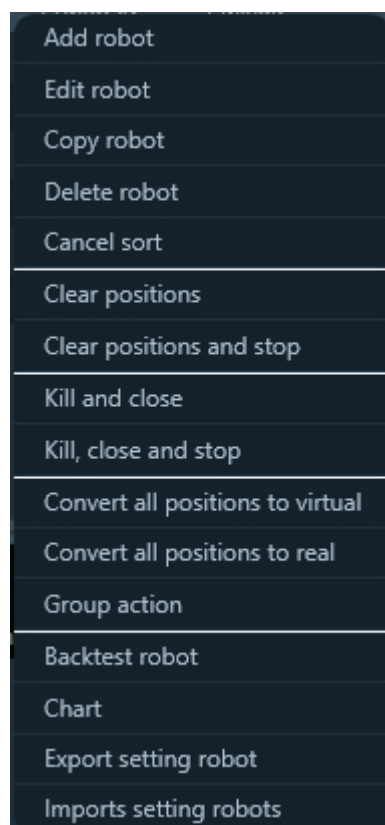 Add robot
Edit robot
Copy robot
Delete robot
Cancel sort
Clear positions
Clear positions and stop
Kill and close
Kill, close and stop
Convert all positions to virtual
Convert all positions to real
Group action
Backtest robot
Chart
Export setting robot
Imports setting robots